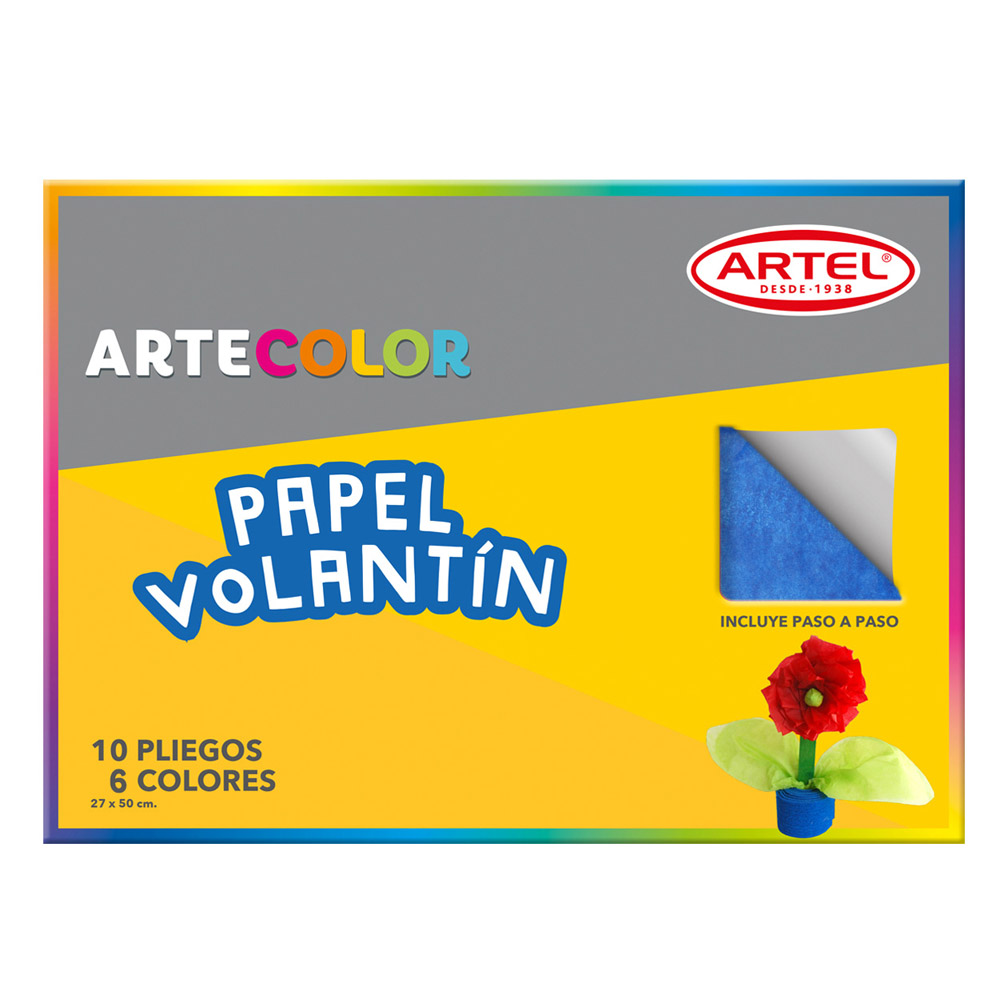 ARTEL®
DESDE·1938
ARTECOLOR
PAPEL
VOLANTÍN
INCLUYE PASO A PASO
10 PLIEGOS
6 COLORES
27 x 50 cm.